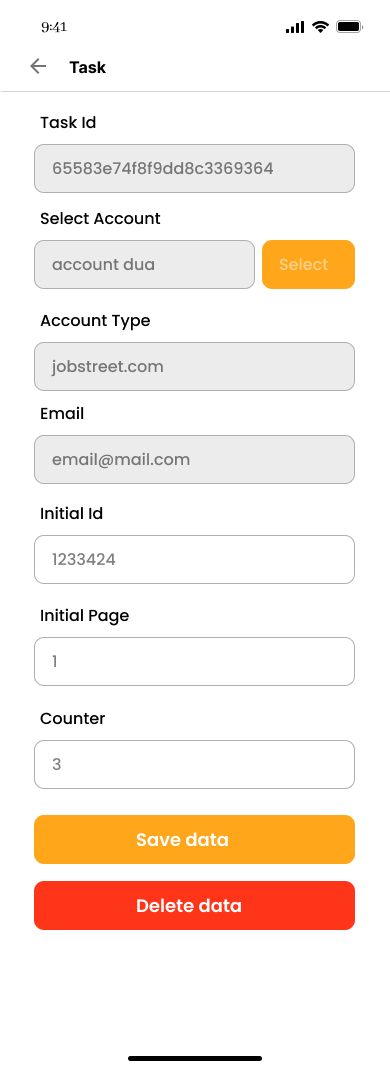 9:41
Task
Task Id
65583e74f8f9dd8c3369364
Select Account
account dua
Select
Account Type
jobstreet.com
Email
email@mail.com
Initial Id
1233424
Initial Page
1
Counter
3
Save data
Delete data